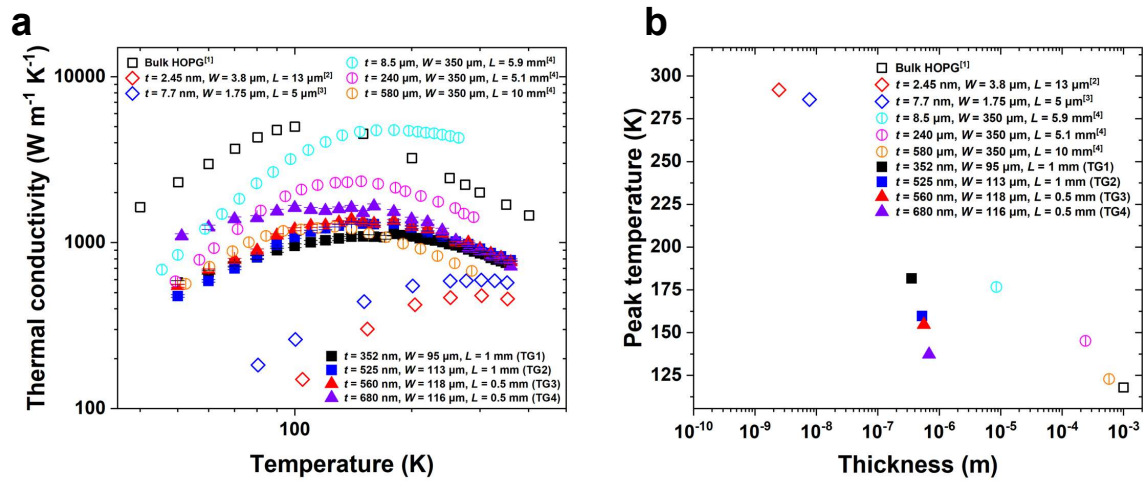 a
Thermal conductivity (W m⁻¹ K⁻¹)
10000
1000
100
Bulk HOPG[1]
t = 2.45 nm, W = 3.8 μm, L = 13 μm[2]
t = 7.7 nm, W = 1.75 μm, L = 5 μm[3]
t = 8.5 μm, W = 350 μm, L = 5.9 mm[4]
t = 240 μm, W = 350 μm, L = 5.1 mm[4]
t = 580 μm, W = 350 μm, L = 10 mm[4]
t = 352 nm, W = 95 μm, L = 1 mm (TG1)
t = 525 nm, W = 113 μm, L = 1 mm (TG2)
t = 560 nm, W = 118 μm, L = 0.5 mm (TG3)
t = 680 nm, W = 116 μm, L = 0.5 mm (TG4)
100
Temperature (K)
b
Peak temperature (K)
300
275
250
225
200
175
150
125
Bulk HOPG[1]
t = 2.45 nm, W = 3.8 μm, L = 13 μm[2]
t = 7.7 nm, W = 1.75 μm, L = 5 μm[3]
t = 8.5 μm, W = 350 μm, L = 5.9 mm[4]
t = 240 μm, W = 350 μm, L = 5.1 mm[4]
t = 580 μm, W = 350 μm, L = 10 mm[4]
t = 352 nm, W = 95 μm, L = 1 mm (TG1)
t = 525 nm, W = 113 μm, L = 1 mm (TG2)
t = 560 nm, W = 118 μm, L = 0.5 mm (TG3)
t = 680 nm, W = 116 μm, L = 0.5 mm (TG4)
10⁻¹⁰ 10⁻⁹ 10⁻⁸ 10⁻⁷ 10⁻⁶ 10⁻⁵ 10⁻⁴ 10⁻³
Thickness (m)